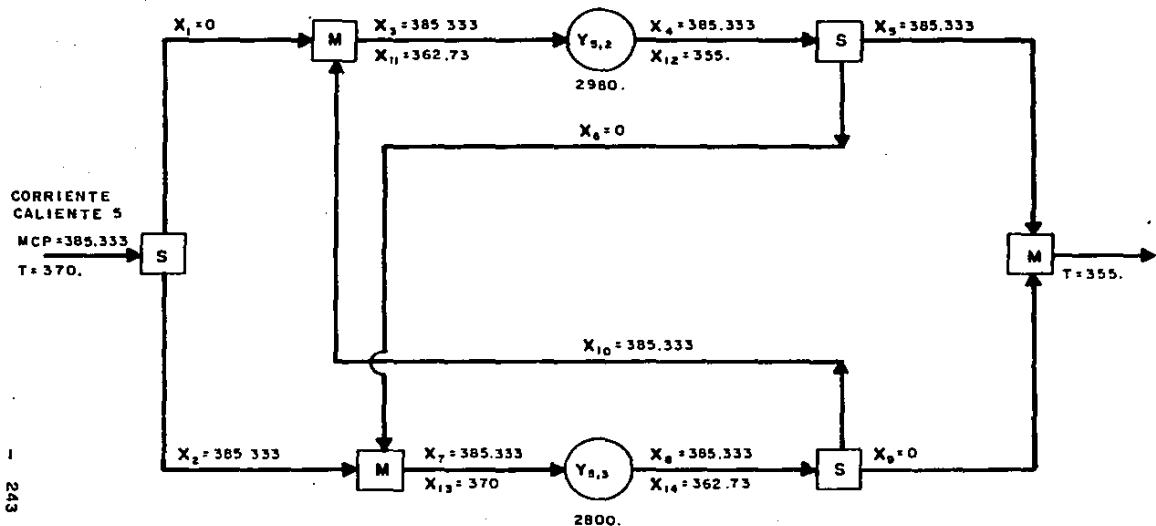 X1=0
M
X3=385 333
X11=362,73
Y5,2
2980.
X4=385.333
X12=355.
S
X5=385.333
X6=0
CORRIENTE
CALIENTE 5
MCP=385.333
T=370.
S
M
T=355.
X10=385.333
X2=385 333
M
X7=385.333
X13=370
Y5,3
2800.
X8=385.333
X14=362.73
S
X9=0
- 243